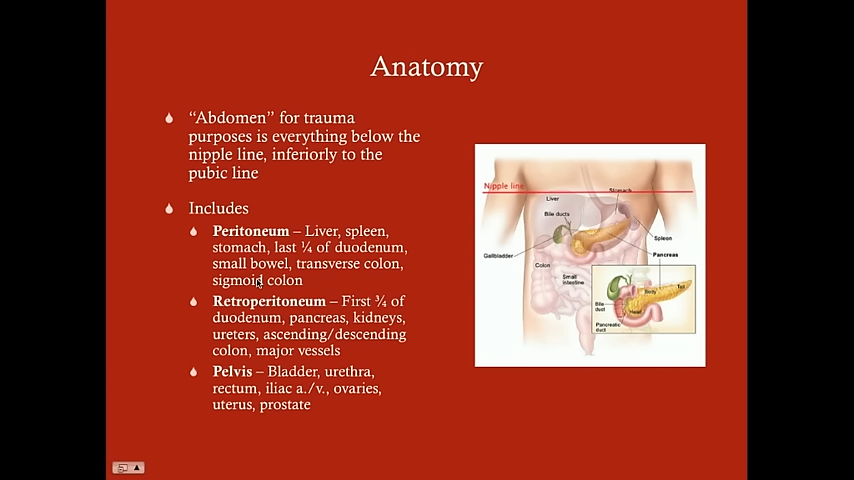 Anatomy
“Abdomen” for trauma
purposes is everything below the
nipple line, inferiorly to the
pubic line
Includes
Peritoneum – Liver, spleen,
stomach, last ¼ of duodenum,
small bowel, transverse colon,
sigmoid colon
Retroperitoneum – First ¾ of
duodenum, pancreas, kidneys,
ureters, ascending/descending
colon, major vessels
Pelvis – Bladder, urethra,
rectum, iliac a./v., ovaries,
uterus, prostate
Nipple line
Stomach
Liver
Bile ducts
Spleen
Gallbladder
Pancreas
Colon
Small
intestine
Tail
Body
Bile
duct
Head
Pancreatic
duct